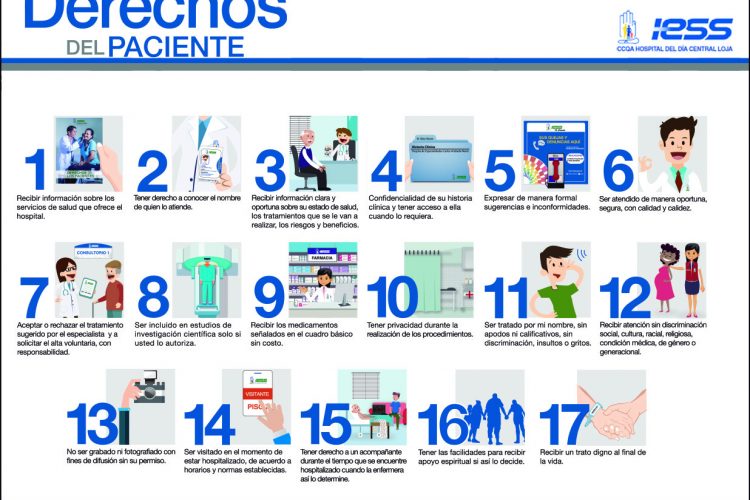 Derechos
DEL PACIENTE
IESS
CCQA HOSPITAL DEL DÍA CENTRAL LOJA
1
Recibir información sobre los
servicios de salud que ofrece el
hospital.
2
Tener derecho a conocer el nombre
de quien lo atiende.
3
Recibir información clara y
oportuna sobre su estado de salud,
los tratamientos que se le van a
realizar, los riesgos y beneficios.
4
Historia Clínica
Confidencialidad de su historia
clínica y tener acceso a ella
cuando lo requiera.
5
SUS QUEJAS Y
DENUNCIAS AQUÍ
Expresar de manera formal
sugerencias e inconformidades.
6
Ser atendido de manera oportuna,
segura, con calidad y calidez.
7
CONSULTORIO 1
Aceptar o rechazar el tratamiento
sugerido por el especialista y a
solicitar el alta voluntaria, con
responsabilidad.
8
Ser incluido en estudios de
investigación científica solo si
usted lo autoriza.
9
FARMACIA
Recibir los medicamentos
señalados en el cuadro básico
sin costo.
10
Tener privacidad durante la
realización de los procedimientos.
11
Ser tratado por mi nombre, sin
apodos ni calificativos, sin
discriminación, insultos o gritos.
12
Recibir atención sin discriminación
social, cultura, racial, religiosa,
condición médica, de género o
generacional.
13
No ser grabado ni fotografiado con
fines de difusión sin su permiso.
14
VISITANTE
PISO
Ser visitado en el momento de
estar hospitalizado, de acuerdo a
horarios y normas establecidas.
15
Tener derecho a un acompañante
durante el tiempo que se encuentre
hospitalizado cuando la enfermera
así lo determine.
16
Tener las facilidades para recibir
apoyo espiritual si así lo decide.
17
Recibir un trato digno al final de
la vida.